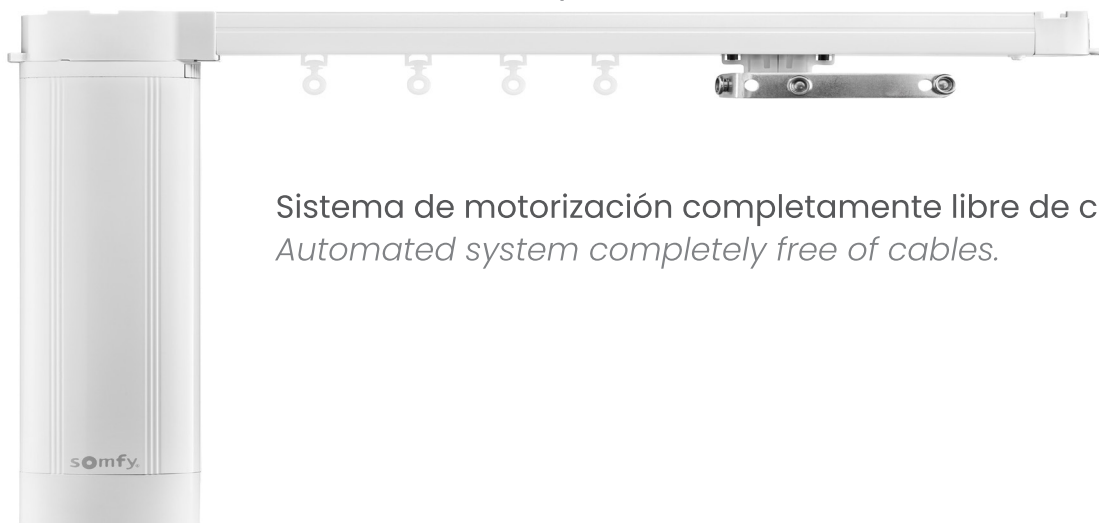 Sistema de motorización completamente libre de c
Automated system completely free of cables.
somfy.